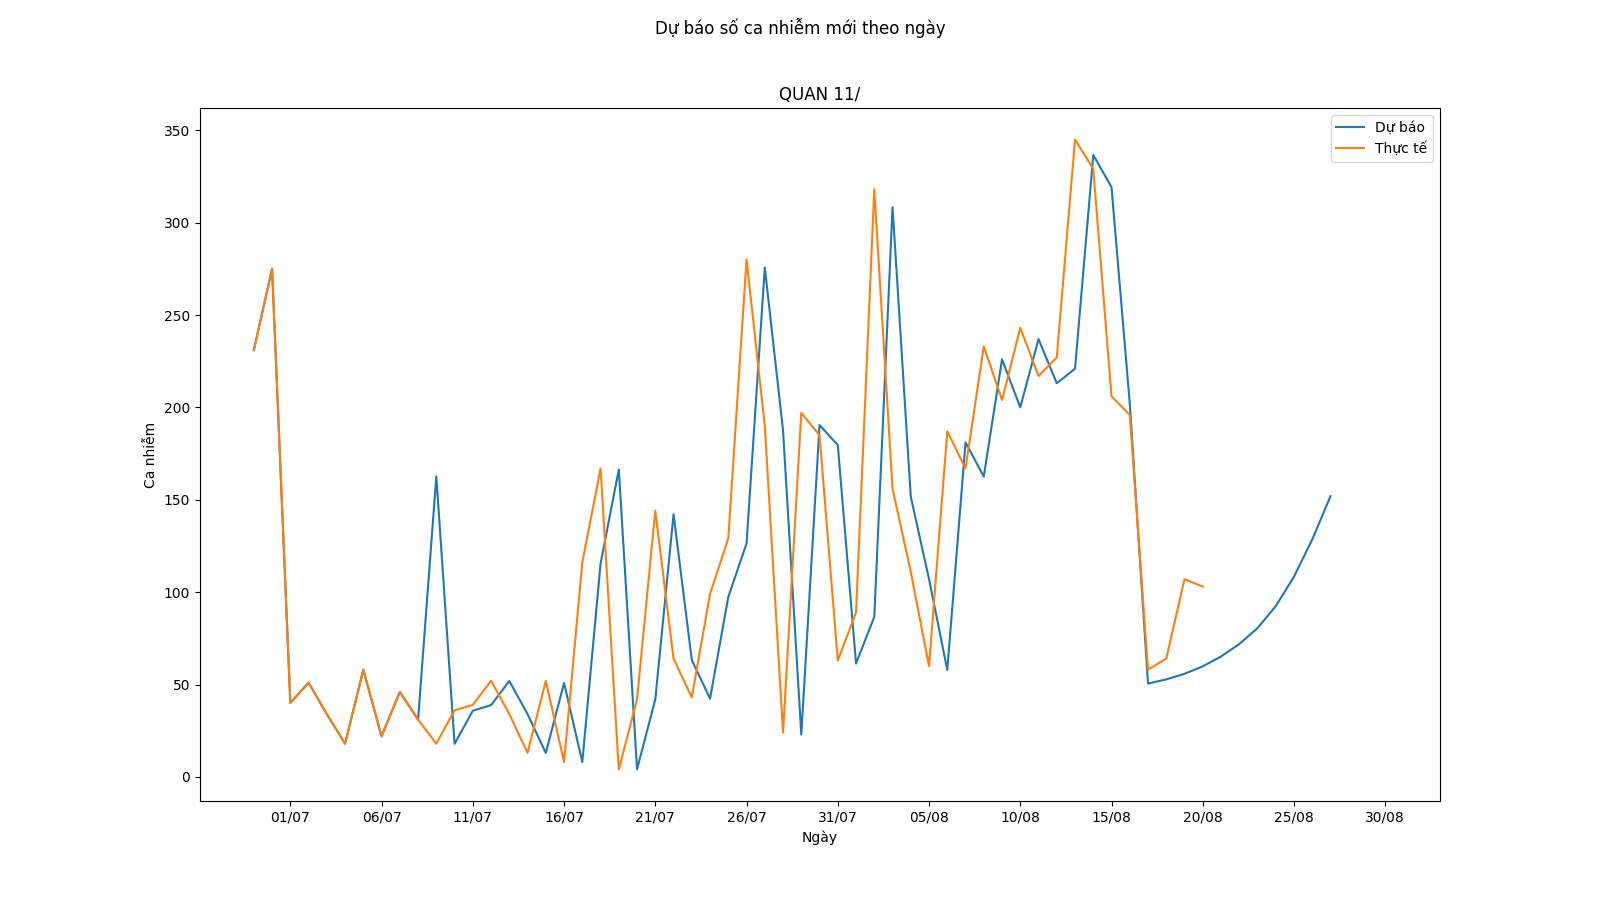 Dự báo số ca nhiễm mới theo ngày
QUAN 11/
Dự báo
Thực tế
Ca nhiễm
350
300
250
200
150
100
50
0
01/07 06/07 11/07 16/07 21/07 26/07 31/07 05/08 10/08 15/08 20/08 25/08 30/08
Ngày